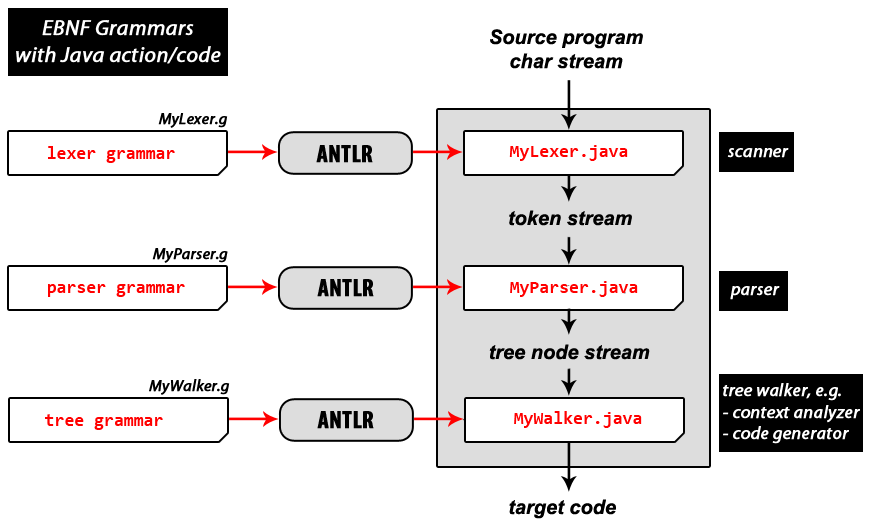 EBNF Grammars
with Java action/code
Source program
char stream
MyLexer.g
lexer grammar
ANTLR
MyLexer.java
scanner
token stream
MyParser.g
parser grammar
ANTLR
MyParser.java
parser
tree node stream
MyWalker.g
tree grammar
ANTLR
MyWalker.java
tree walker, e.g.
- context analyzer
- code generator
target code